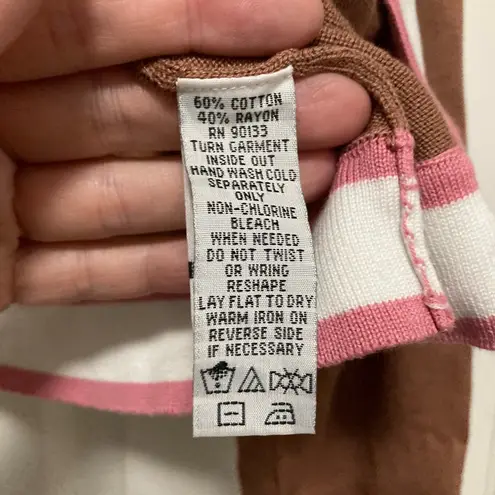 60% COTTON
40% RAYON
RN 90133
TURN GARMENT
INSIDE OUT
HAND WASH COLD
SEPARATELY
ONLY
NON-CHLORINE
BLEACH
WHEN NEEDED
DO NOT TWIST
OR WRING
RESHAPE
LAY FLAT TO DRY
WARM IRON ON
REVERSE SIDE
IF NECESSARY